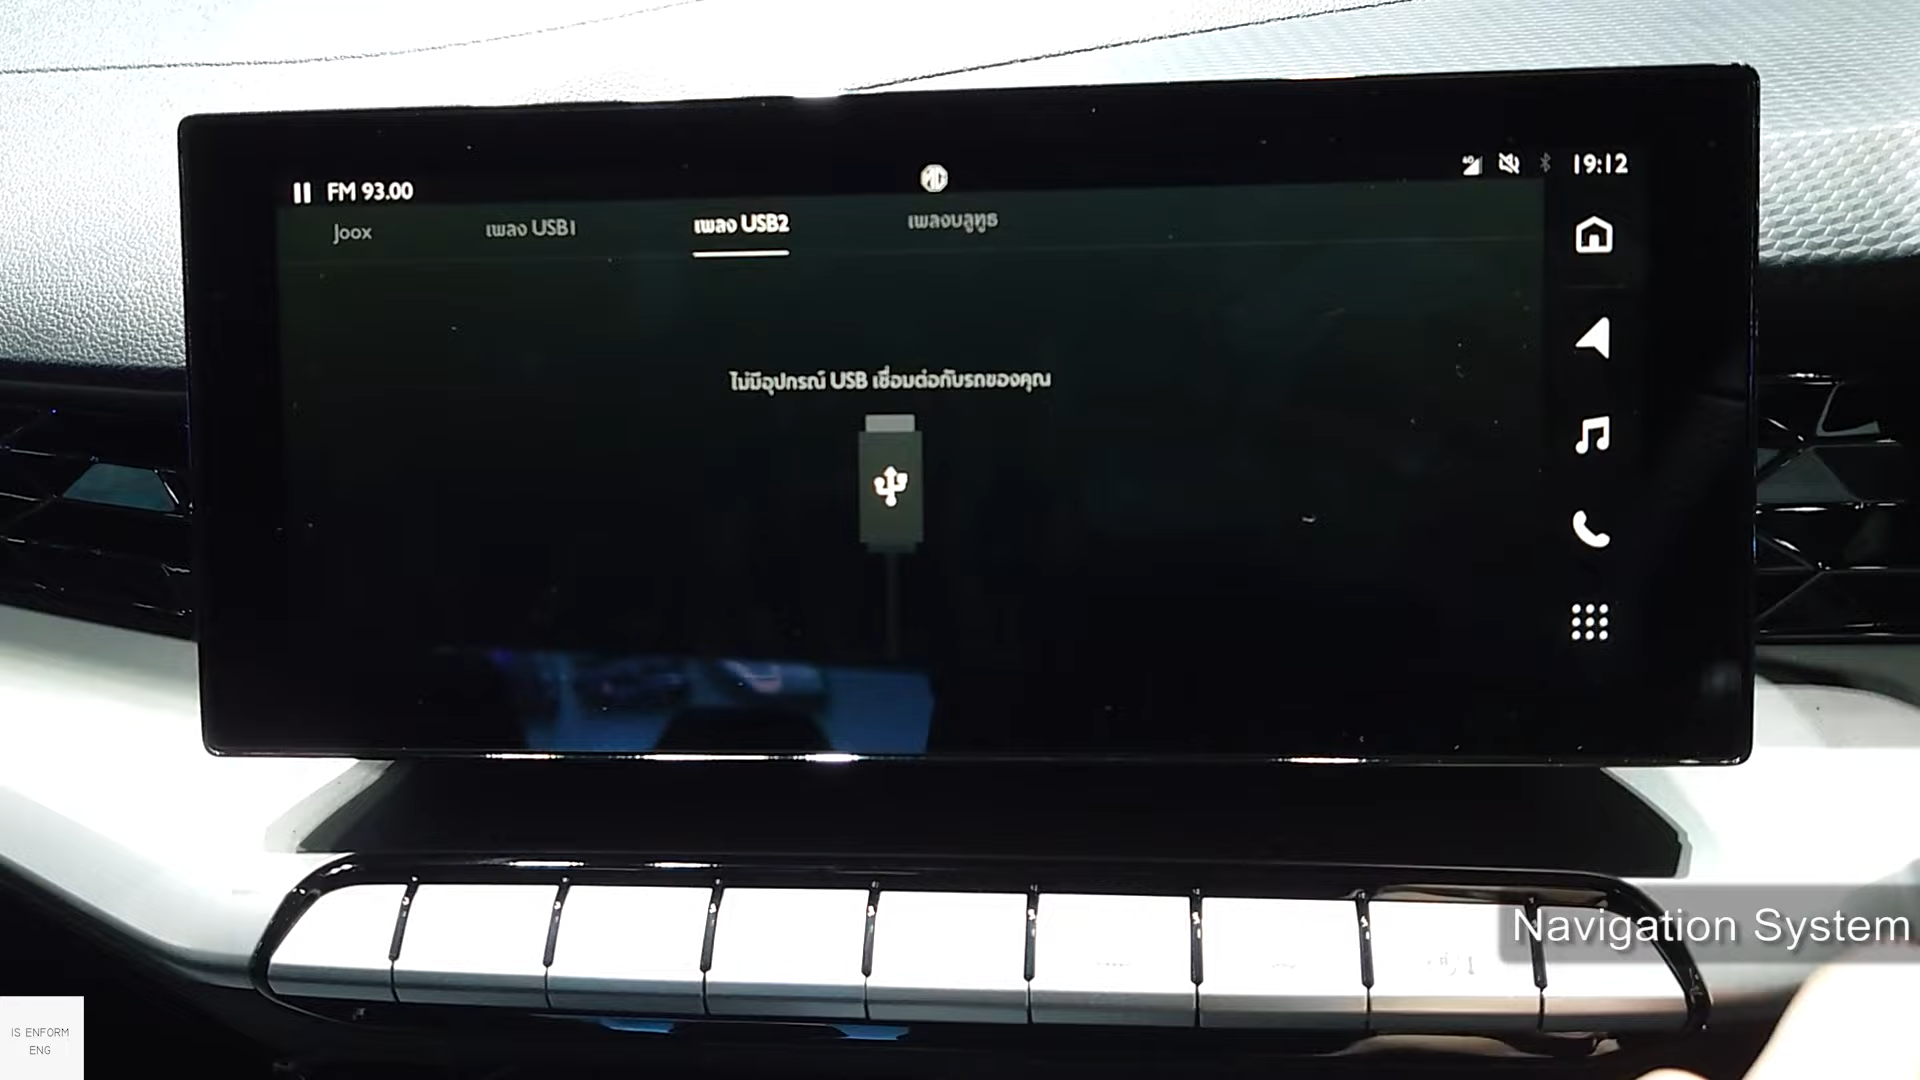 FM 93.00
MG
4G
19:12
Joox
เพลง USB1
เพลง USB2
เพลงบลูทูธ
ไม่มีอุปกรณ์ USB เชื่อมต่อกับรถของคุณ
Navigation System
IS ENFORM
ENG